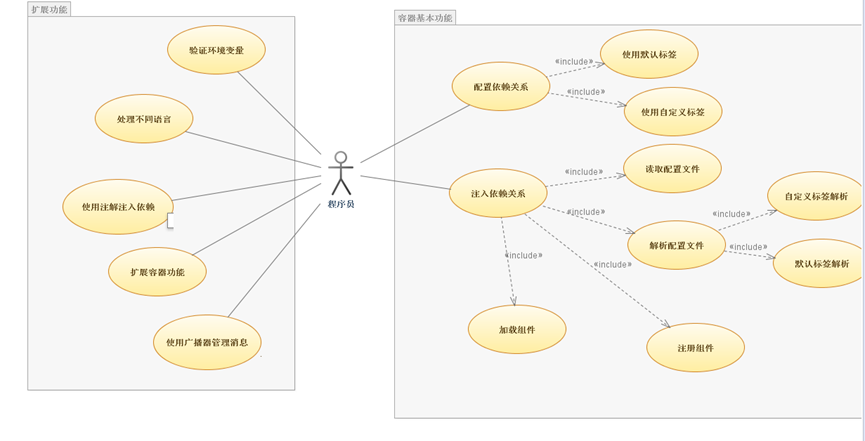 扩展功能
验证环境变量
处理不同语言
使用注解注入依赖
扩展容器功能
使用广播器管理消息
程序员
容器基本功能
配置依赖关系
«include»
使用默认标签
«include»
使用自定义标签
注入依赖关系
«include»
读取配置文件
«include»
解析配置文件
«include»
自定义标签解析
«include»
默认标签解析
«include»
加载组件
«include»
注册组件